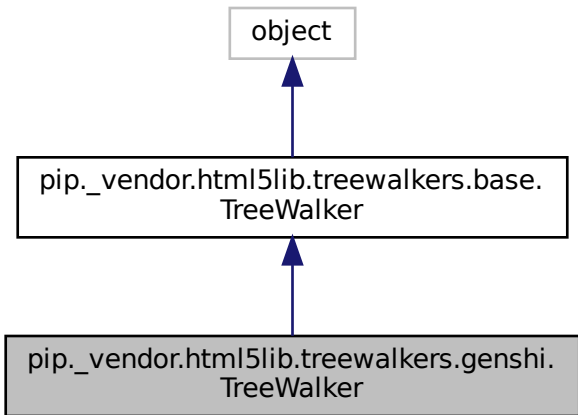 object
pip._vendor.html5lib.treewalkers.base.
TreeWalker
pip._vendor.html5lib.treewalkers.genshi.
TreeWalker